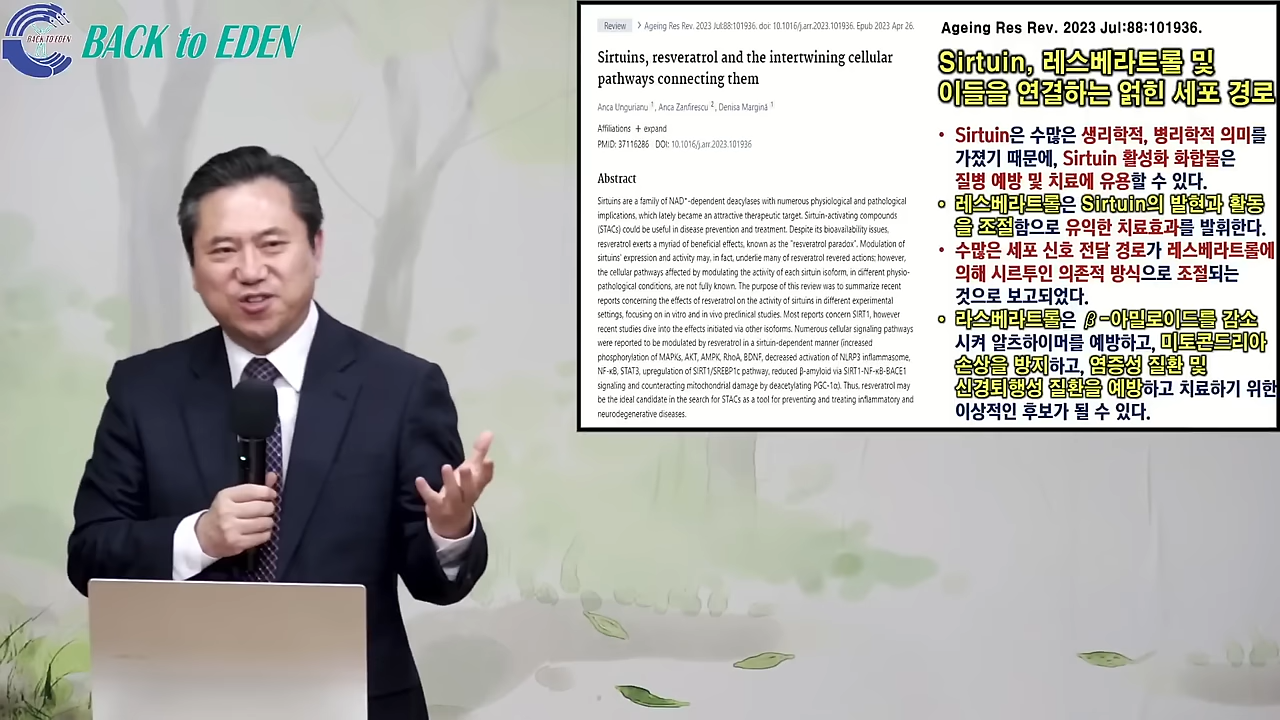 BACK TO EDEN
BACK to EDEN
Review > Ageing Res Rev. 2023 Jul:88:101936. doi: 10.1016/j.arr.2023.101936. Epub 2023 Apr 26.
Sirtuins, resveratrol and the intertwining cellular
pathways connecting them
Anca Ungurianu 1, Anca Zanfirescu 2, Denisa Margină 1
Affiliations + expand
PMID: 37116286 DOI: 10.1016/j.arr.2023.101936
Abstract
Sirtuins are a family of NAD+-dependent deacylases with numerous physiological and pathological
implications, which lately became an attractive therapeutic target. Sirtuin-activating compounds
(STACs) could be useful in disease prevention and treatment. Despite its bioavailability issues,
resveratrol exerts a myriad of beneficial effects, known as the "resveratrol paradox". Modulation of
sirtuins' expression and activity may, in fact, underlie many of resveratrol revered actions; however,
the cellular pathways affected by modulating the activity of each sirtuin isoform, in different physio-
pathological conditions, are not fully known. The purpose of this review was to summarize recent
reports concerning the effects of resveratrol on the activity of sirtuins in different experimental
settings, focusing on in vitro and in vivo preclinical studies. Most reports concern SIRT1, however
recent studies dive into the effects initiated via other isoforms. Numerous cellular signaling pathways
were reported to be modulated by resveratrol in a sirtuin-dependent manner (increased
phosphorylation of MAPKs, AKT, AMPK, RhoA, BDNF, decreased activation of NLRP3 inflammasome,
NF-κB, STAT3, upregulation of SIRT1/SREBP1c pathway, reduced β-amyloid via SIRT1-NF-κB-BACE1
signaling and counteracting mitochondrial damage by deacetylating PGC-1α). Thus, resveratrol may
be the ideal candidate in the search for STACs as a tool for preventing and treating inflammatory and
neurodegenerative diseases.
Ageing Res Rev. 2023 Jul:88:101936.
Sirtuin, 레스베라트롤 및
이들을 연결하는 얽힌 세포 경로
• Sirtuin은 수많은 생리학적, 병리학적 의미를
가졌기 때문에, Sirtuin 활성화 화합물은
질병 예방 및 치료에 유용할 수 있다.
• 레스베라트롤은 Sirtuin의 발현과 활동
을 조절함으로 유익한 치료효과를 발휘한다.
• 수많은 세포 신호 전달 경로가 레스베라트롤에
의해 시르투인 의존적 방식으로 조절되는
것으로 보고되었다.
• 라스베라트롤은 β-아밀로이드를 감소
시켜 알츠하이머를 예방하고, 미토콘드리아
손상을 방지하고, 염증성 질환 및
신경퇴행성 질환을 예방하고 치료하기 위한
이상적인 후보가 될 수 있다.